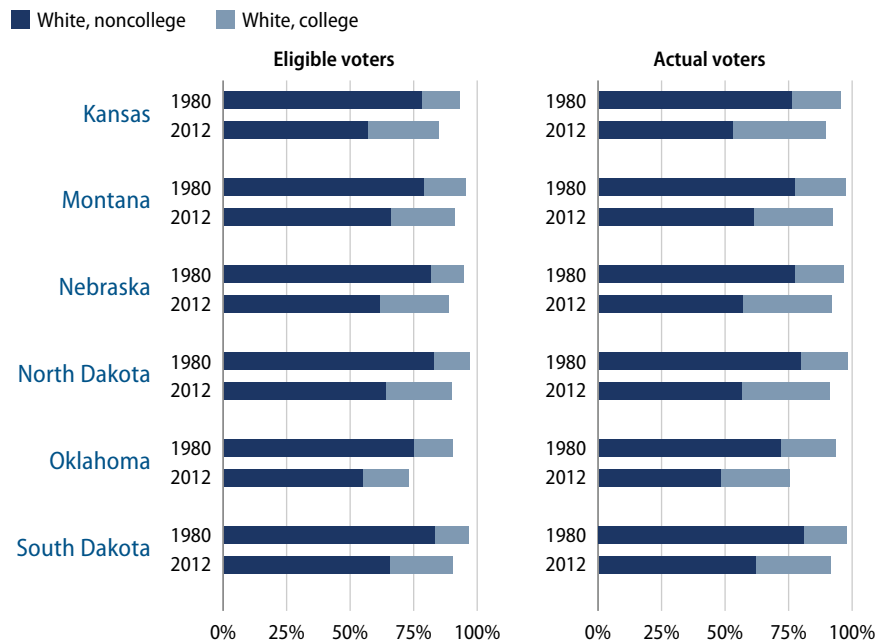 White, noncollege White, college
Eligible voters Actual voters
Kansas
1980 1980
2012 2012
Montana
1980 1980
2012 2012
Nebraska
1980 1980
2012 2012
North Dakota
1980 1980
2012 2012
Oklahoma
1980 1980
2012 2012
South Dakota
1980 1980
2012 2012
0% 25% 50% 75% 100% 0% 25% 50% 75% 100%